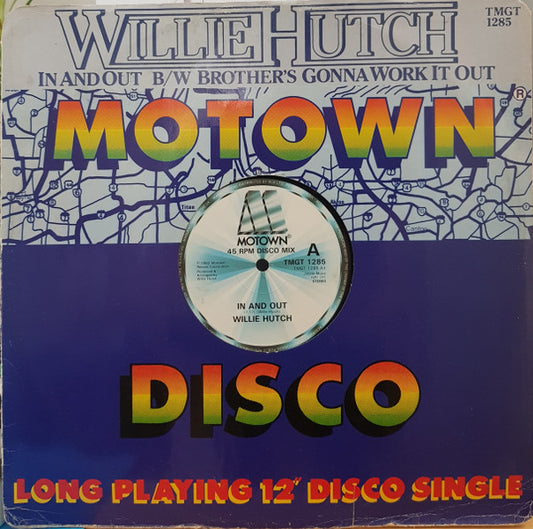 WILLIE HUTCH
TMGT
1285
IN AND OUT B/W BROTHER'S GONNA WORK IT OUT
MOTOWN
®
MOTOWN®
45 RPM DISCO MIX
A
TMGT 1285
IN AND OUT
WILLIE HUTCH
DISCO
LONG PLAYING 12" DISCO SINGLE